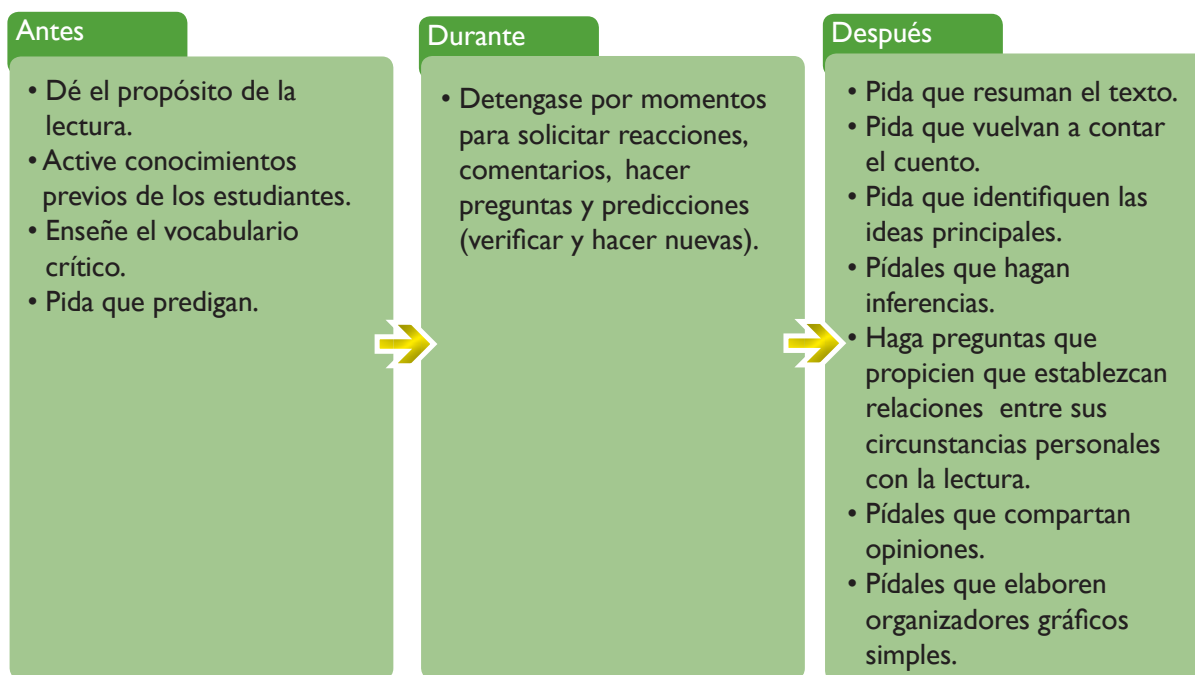 Antes
• Dé el propósito de la
lectura.
• Active conocimientos
previos de los estudiantes.
• Enseñe el vocabulario
crítico.
• Pida que predigan.
Durante
• Detengase por momentos
para solicitar reacciones,
comentarios, hacer
preguntas y predicciones
(verificar y hacer nuevas).
Después
• Pida que resuman el texto.
• Pida que vuelvan a contar
el cuento.
• Pida que identifiquen las
ideas principales.
• Pídales que hagan
inferencias.
• Haga preguntas que
propicien que establezcan
relaciones entre sus
circunstancias personales
con la lectura.
• Pídales que compartan
opiniones.
• Pídales que elaboren
organizadores gráficos
simples.